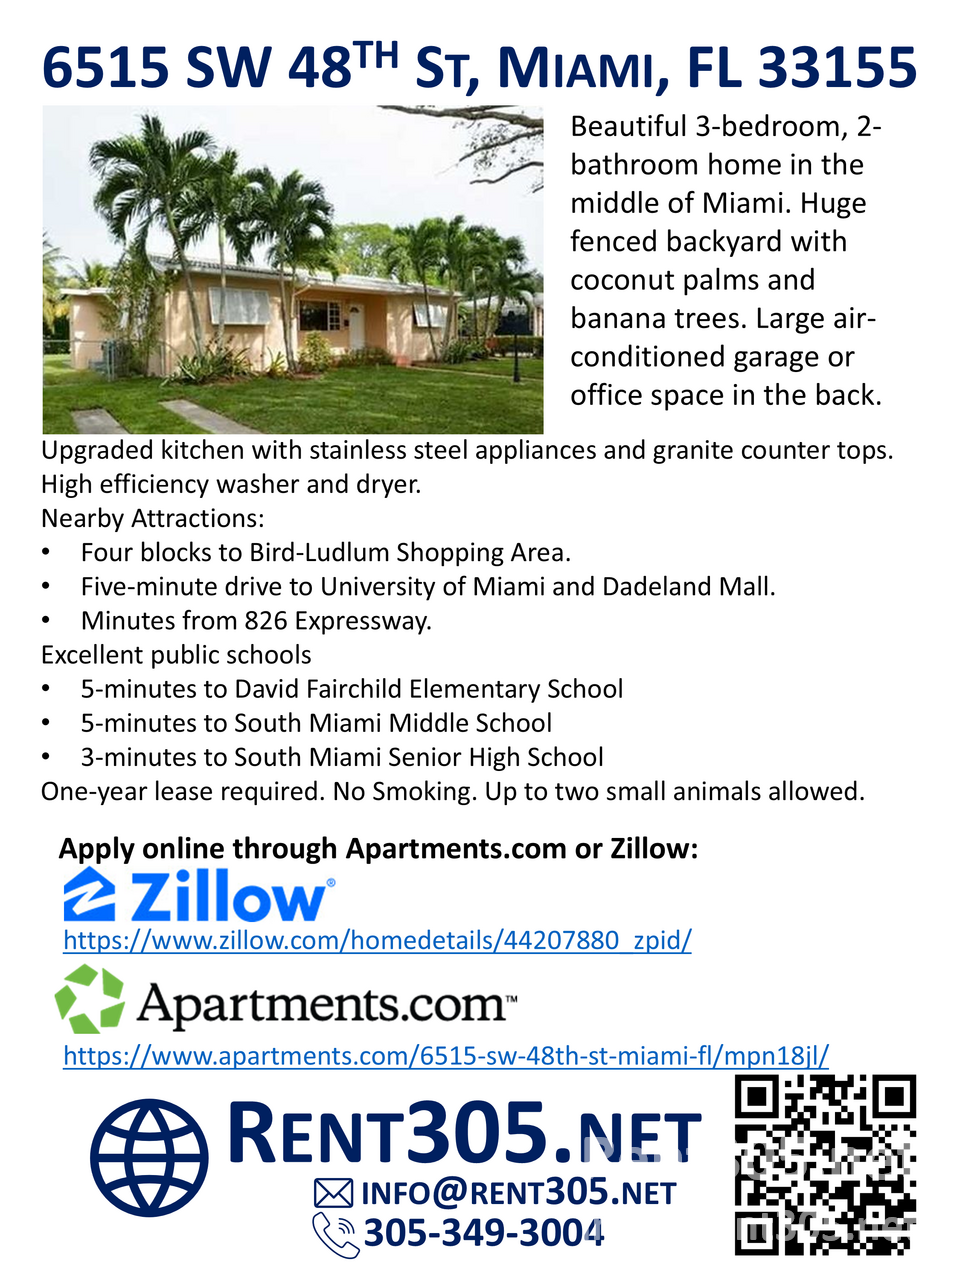 6515 SW 48TH ST, MIAMI, FL 33155
Beautiful 3-bedroom, 2-
bathroom home in the
middle of Miami. Huge
fenced backyard with
coconut palms and
banana trees. Large air-
conditioned garage or
office space in the back.
Upgraded kitchen with stainless steel appliances and granite counter tops.
High efficiency washer and dryer.
Nearby Attractions:
• Four blocks to Bird-Ludlum Shopping Area.
• Five-minute drive to University of Miami and Dadeland Mall.
• Minutes from 826 Expressway.
Excellent public schools
• 5-minutes to David Fairchild Elementary School
• 5-minutes to South Miami Middle School
• 3-minutes to South Miami Senior High School
One-year lease required. No Smoking. Up to two small animals allowed.
Apply online through Apartments.com or Zillow:
Zillow®
https://www.zillow.com/homedetails/44207880_zpid/
Apartments.com™
https://www.apartments.com/6515-sw-48th-st-miami-fl/mpn18jl/
RENT305.NET
INFO@RENT305.NET
305-349-3004